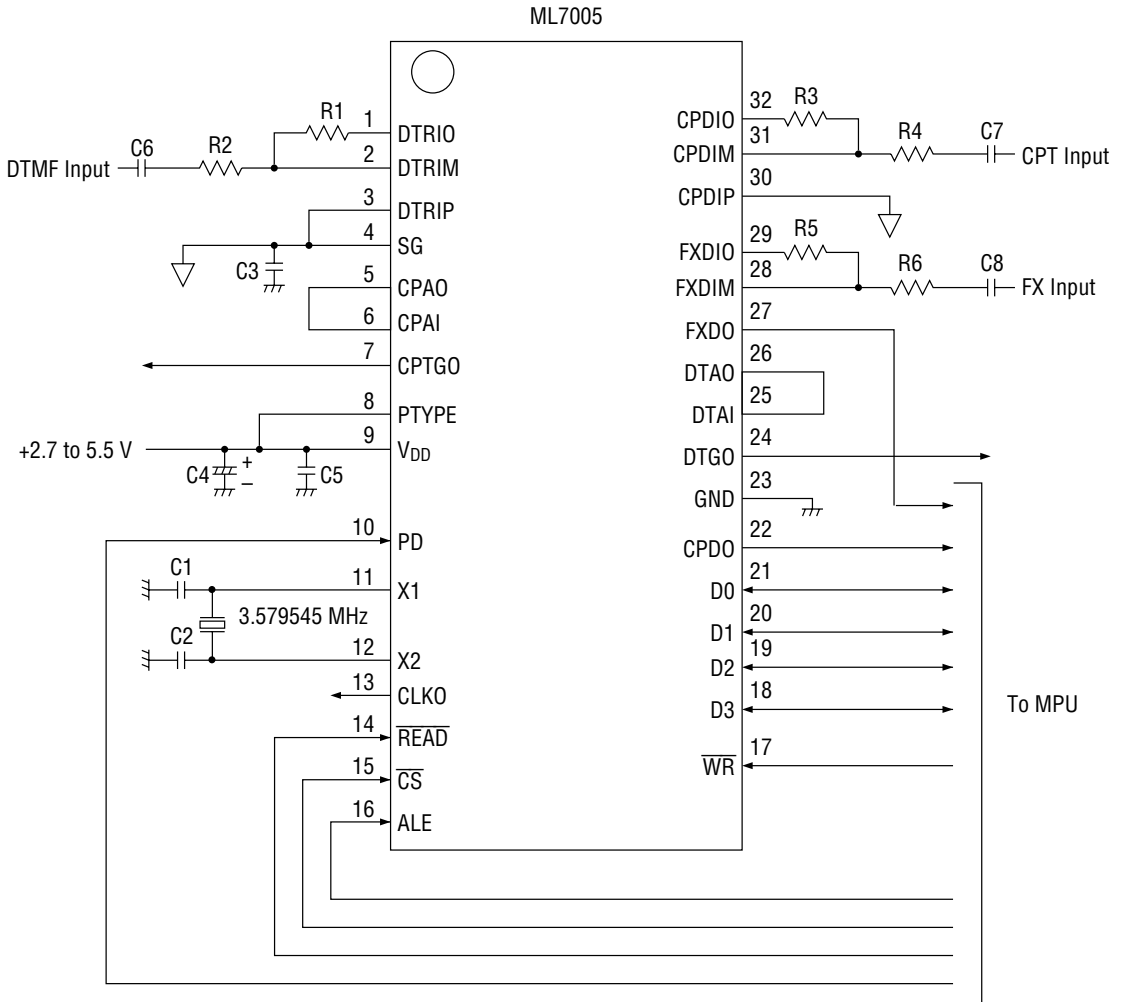 ML7005
R1
1
DTRIO
DTMF Input
C6
R2
2
DTRIM
3
DTRIP
4
SG
C3
5
CPAO
6
CPAI
7
CPTGO
8
PTYPE
+2.7 to 5.5 V
9
VDD
C4
+
–
C5
10
PD
C1
11
X1
3.579545 MHz
C2
12
X2
13
CLKO
14
READ
15
CS
16
ALE
32
R3
CPDIO
31
CPDIM
R4
C7
CPT Input
30
CPDIP
29
R5
FXDIO
28
FXDIM
R6
C8
FX Input
27
FXDO
26
DTAO
25
DTAI
24
DTGO
23
GND
22
CPDO
21
D0
20
D1
19
D2
18
D3
To MPU
17
WR